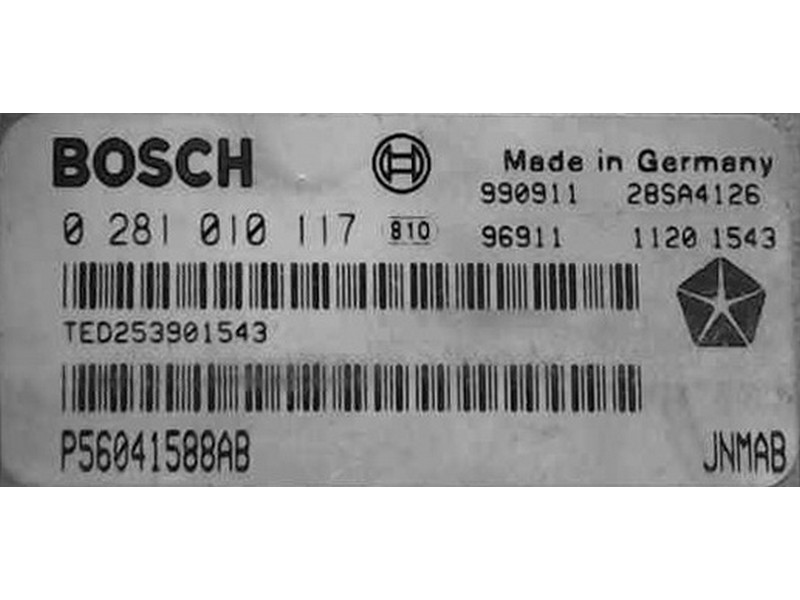 BOSCH
Made in Germany
990911 28SA4126
0 281 010 117 810 96911 1120 1543
TED253901543
P56041588AB JNMAB